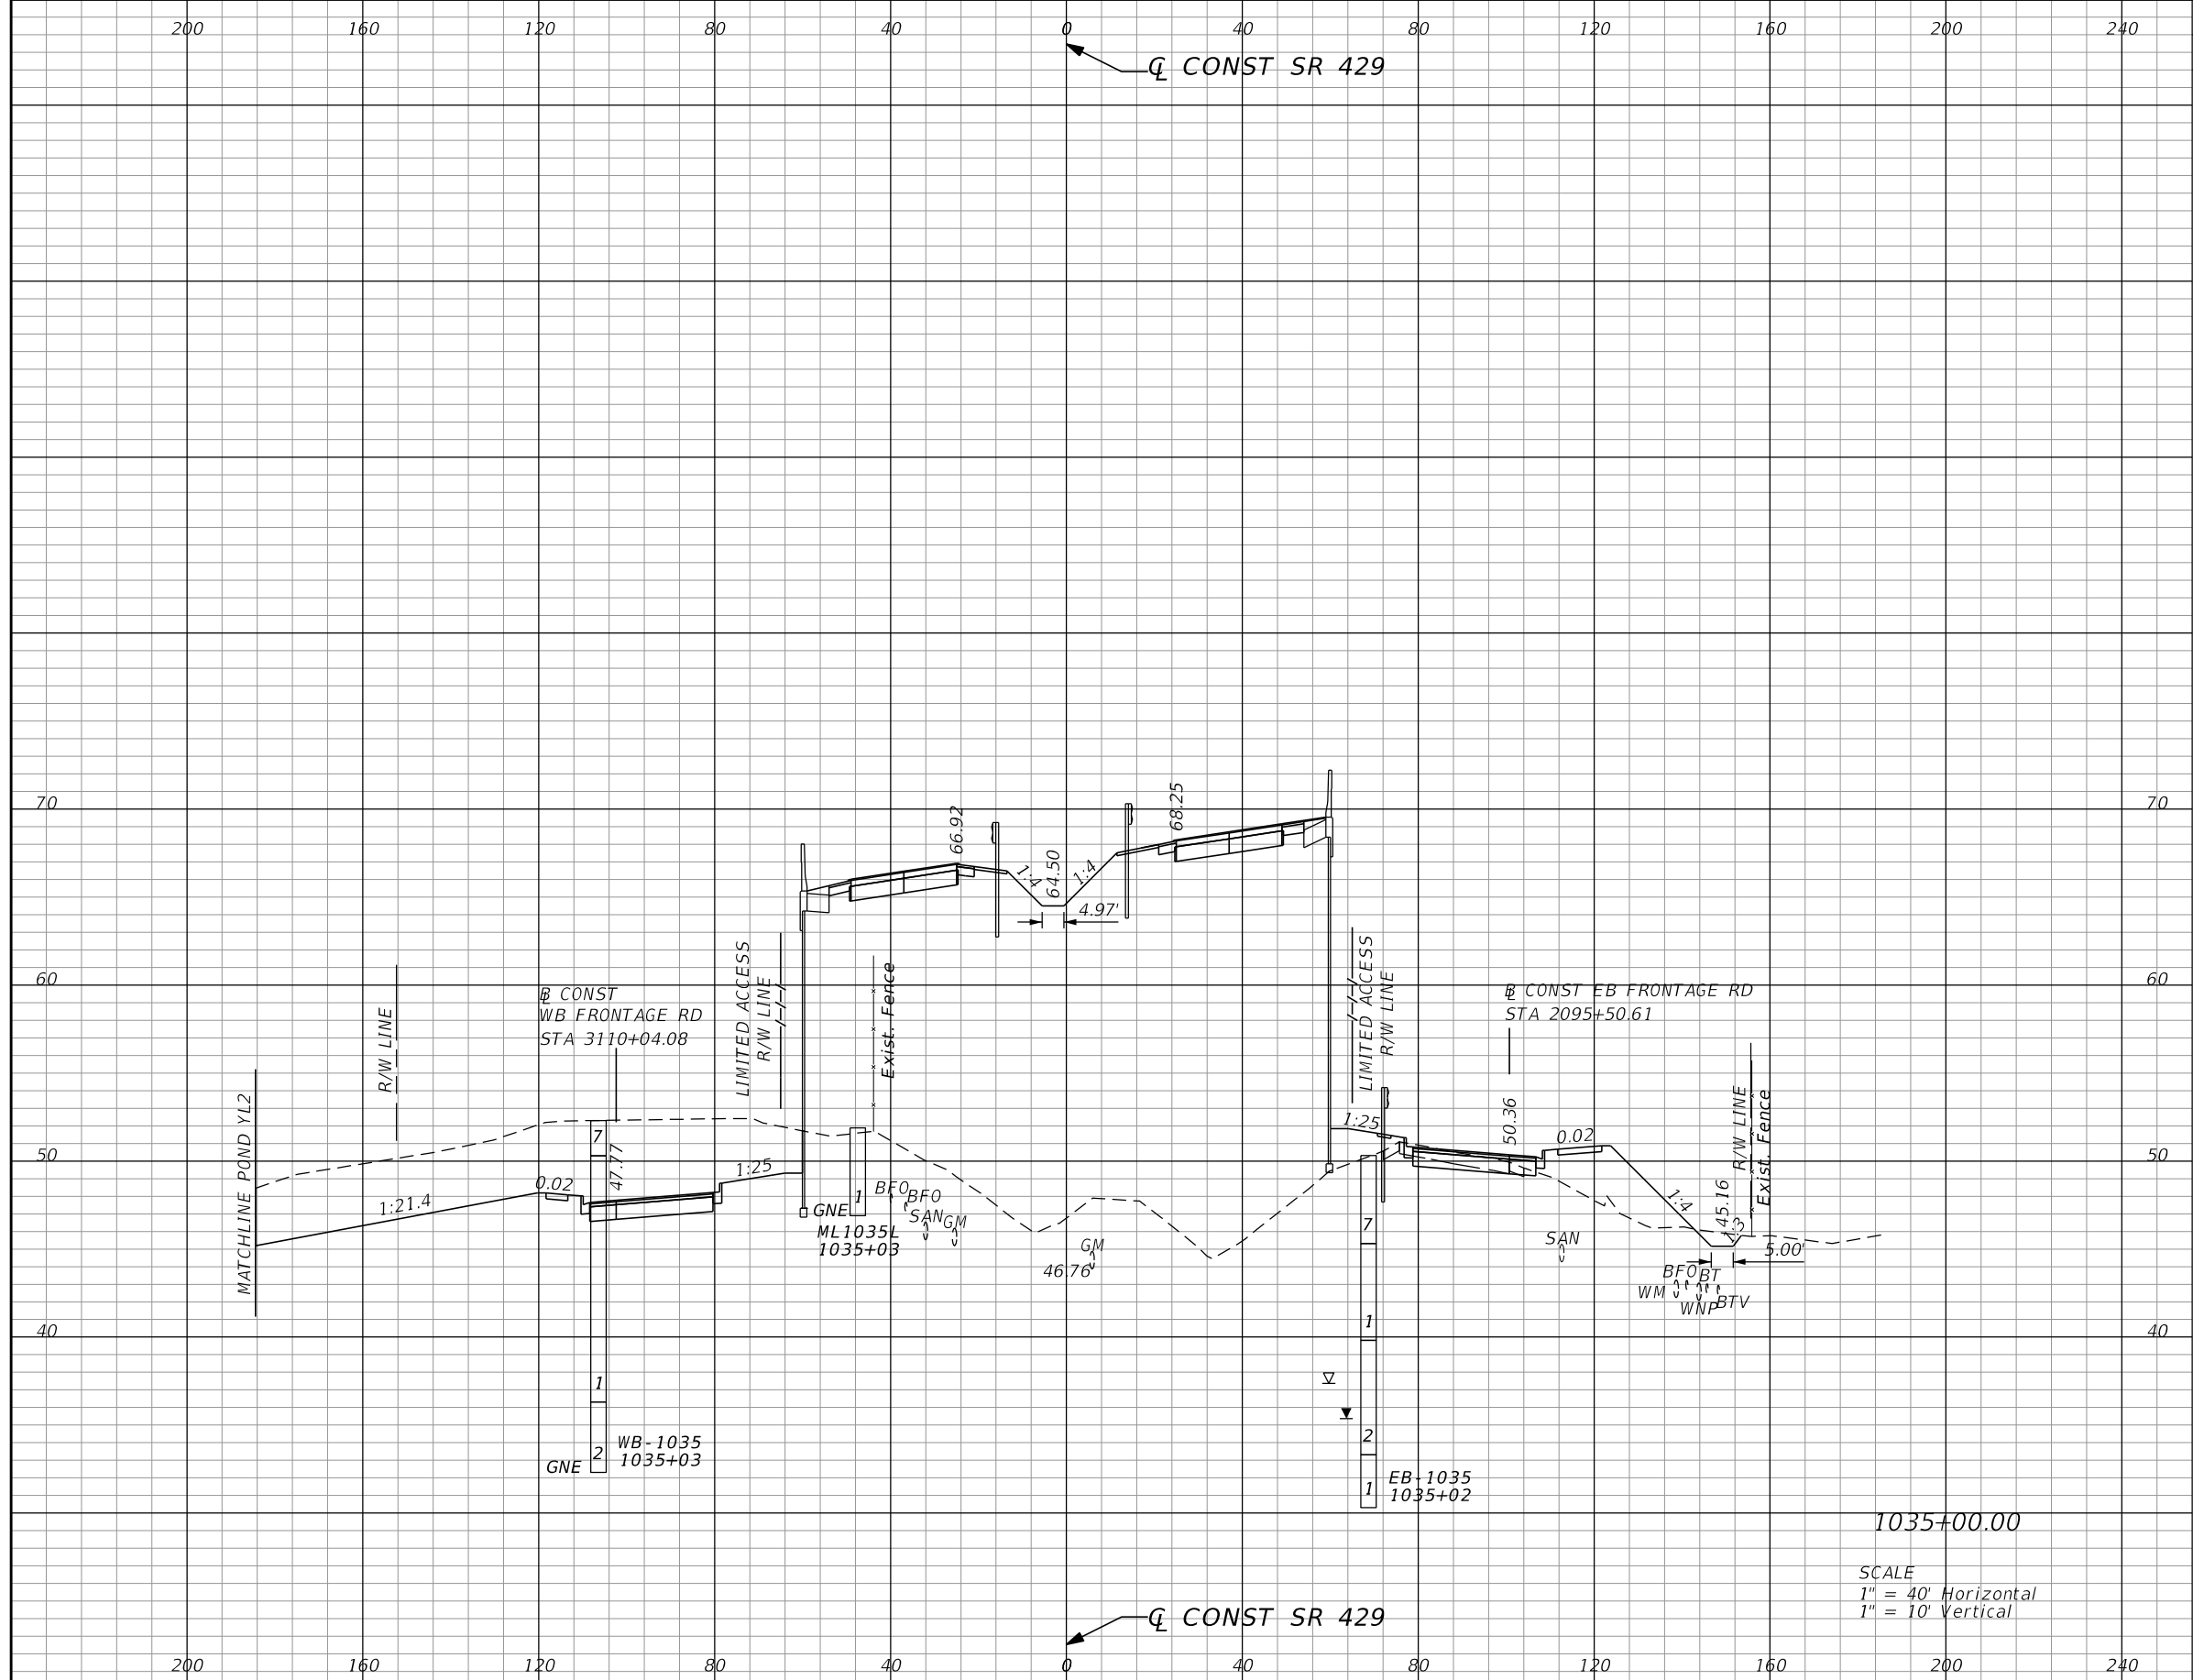 200 160 120 80 40 0 40 80 120 160 200 240
℄ CONST SR 429
70 70
66.92
68.25
1:4
64.50
1:4
4.97'
60 60
MATCHLINE POND YL2
R/W LINE
B̵L CONST
WB FRONTAGE RD
STA 3110+04.08
LIMITED ACCESS
R/W LINE
Exist. Fence
LIMITED ACCESS
R/W LINE
B̵L CONST EB FRONTAGE RD
STA 2095+50.61
R/W LINE
Exist. Fence
50 50
1:21.4
0.02
7
47.77
1:25
GNE
1
ML1035L
1035+03
BFO
BFO
SAN
GM
GM
46.76
1:25
50.36
0.02
1:4
45.16
1:3
5.00'
SAN
BFO
BT
WM
WNP
BTV
40 40
1
2
GNE
WB-1035
1035+03
7
1
2
1
EB-1035
1035+02
1035+00.00
SCALE
1" = 40' Horizontal
1" = 10' Vertical
℄ CONST SR 429
200 160 120 80 40 0 40 80 120 160 200 240